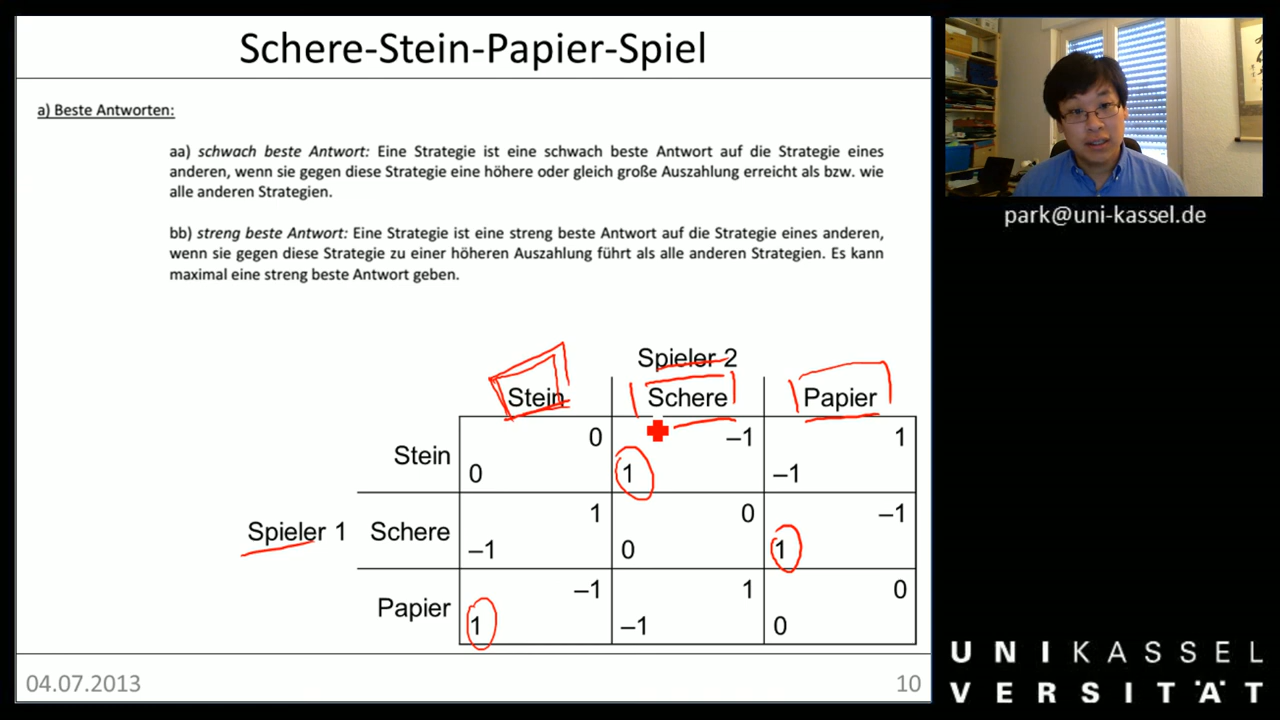 Schere-Stein-Papier-Spiel
a) Beste Antworten:
aa) schwach beste Antwort: Eine Strategie ist eine schwach beste Antwort auf die Strategie eines
anderen, wenn sie gegen diese Strategie eine höhere oder gleich große Auszahlung erreicht als bzw. wie
alle anderen Strategien.
bb) streng beste Antwort: Eine Strategie ist eine streng beste Antwort auf die Strategie eines anderen,
wenn sie gegen diese Strategie zu einer höheren Auszahlung führt als alle anderen Strategien. Es kann
maximal eine streng beste Antwort geben.
Spieler 2
Stein Schere Papier
0 –1 1
Stein
0 1 –1
1 0 –1
Spieler 1 Schere
–1 0 1
–1 1 0
Papier
1 –1 0
04.07.2013 10
park@uni-kassel.de
UNIKASSEL
VERSITÄT